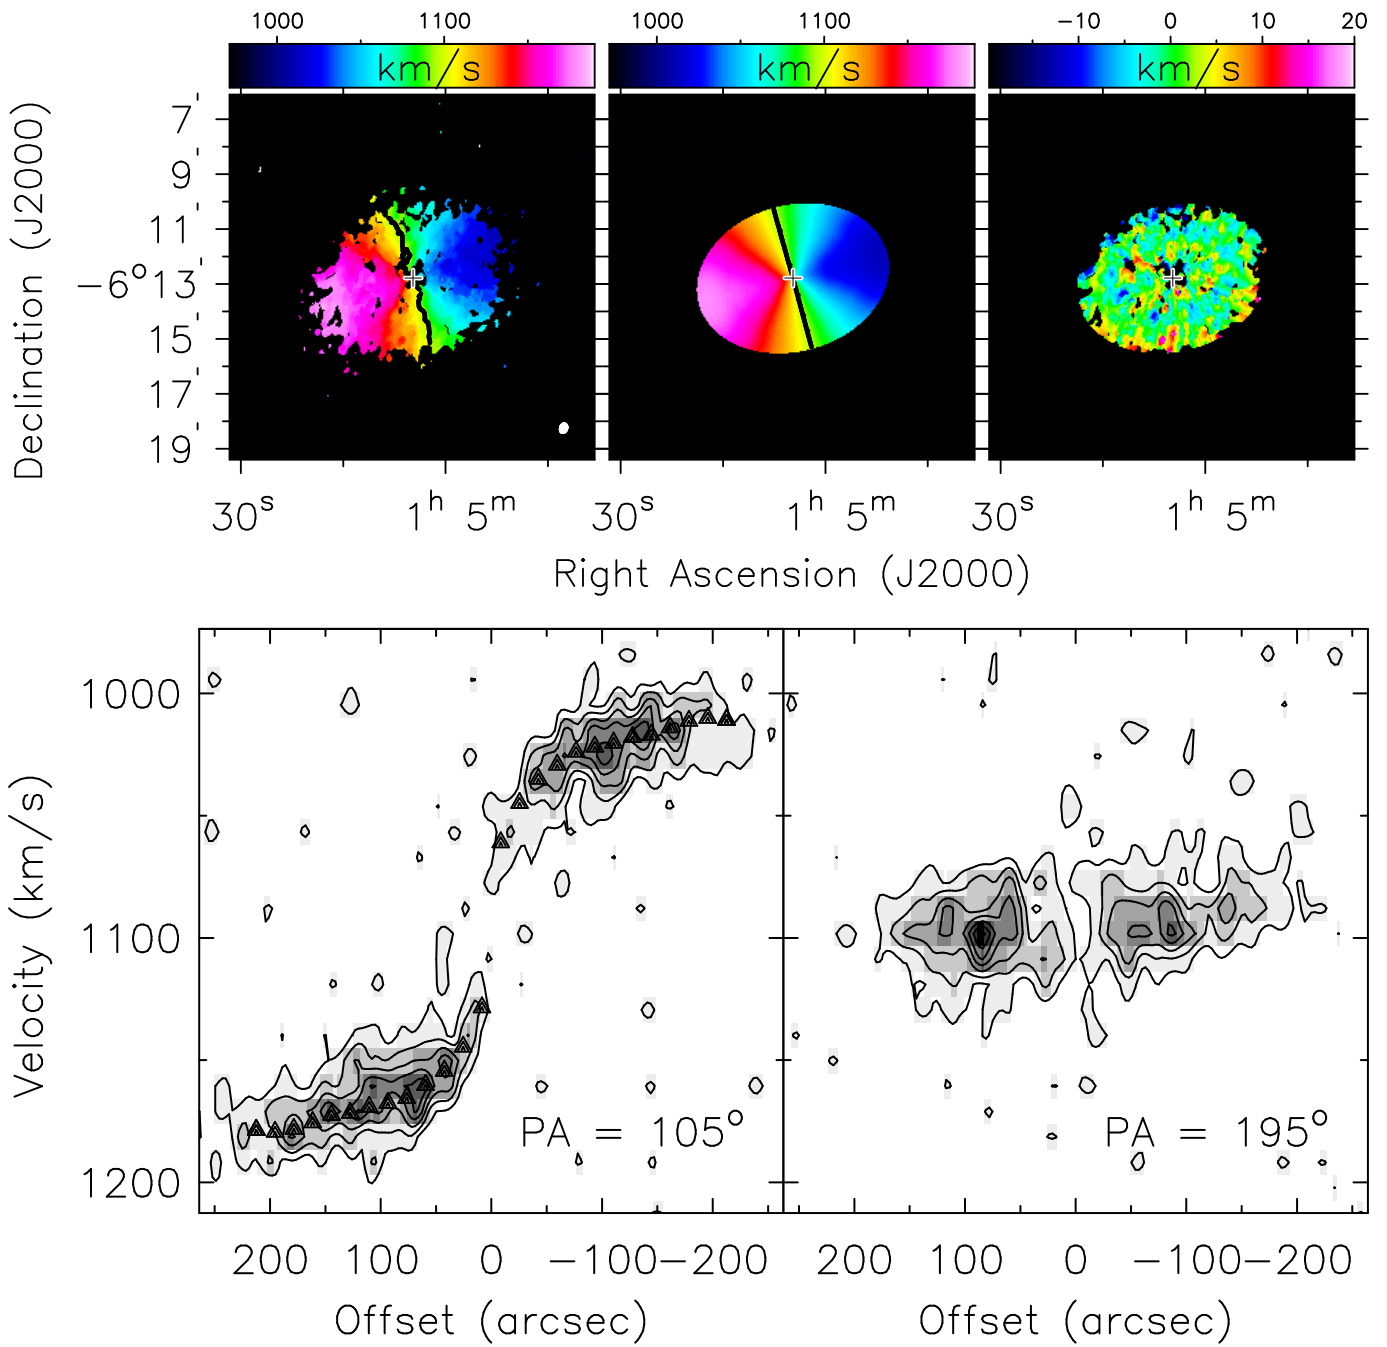 1000 1100 1000 1100 −10 0 10 20
km/s km/s km/s
7'
9'
11'
−6°13'
15'
17'
19'
Declination (J2000)
30s 1h 5m 30s 1h 5m 30s 1h 5m
Right Ascension (J2000)
1000
1100
1200
Velocity (km/s)
PA = 105° PA = 195°
200 100 0 −100 −200 200 100 0 −100 −200
Offset (arcsec) Offset (arcsec)